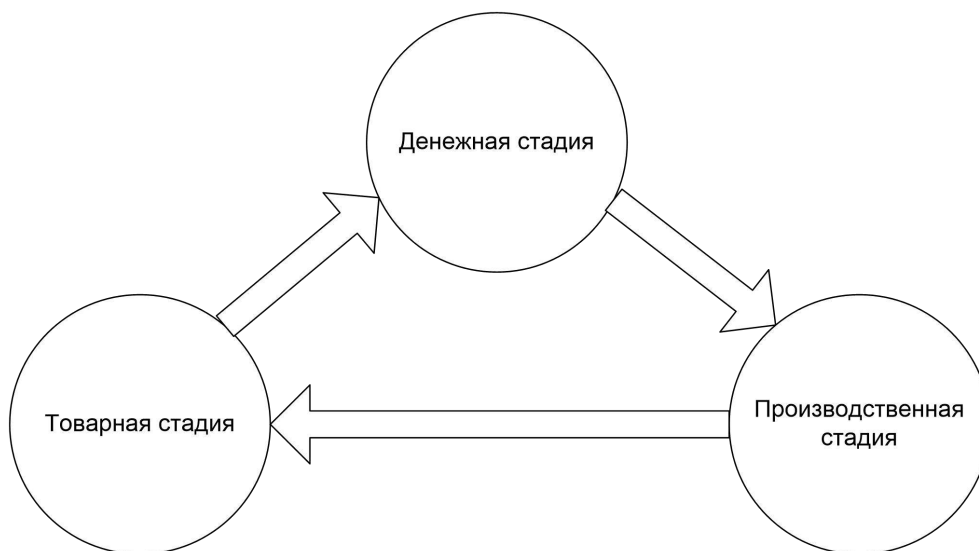 Денежная стадия
Товарная стадия
Производственная
стадия